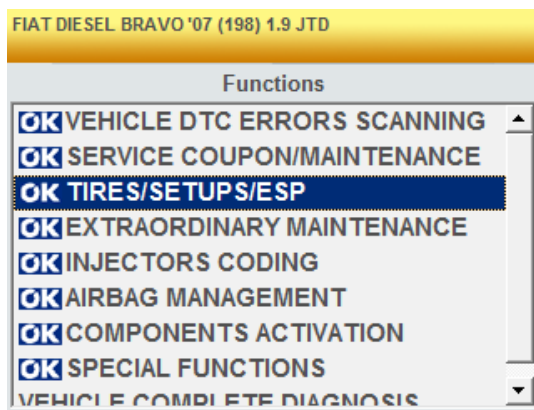 FIAT DIESEL BRAVO '07 (198) 1.9 JTD
Functions
OK VEHICLE DTC ERRORS SCANNING
OK SERVICE COUPON/MAINTENANCE
OK TIRES/SETUPS/ESP
OK EXTRAORDINARY MAINTENANCE
OK INJECTORS CODING
OK AIRBAG MANAGEMENT
OK COMPONENTS ACTIVATION
OK SPECIAL FUNCTIONS
VEHICLE COMPLETE DIAGNOSIS